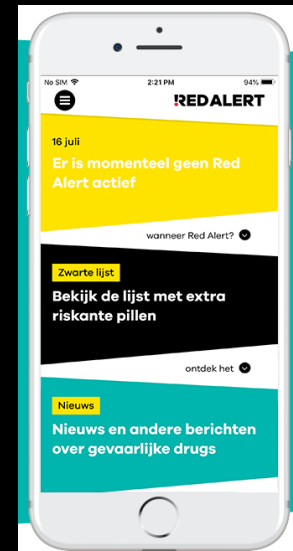 No SIM 2:21 PM 94%
REDALERT
16 juli
Er is momenteel geen Red
Alert actief
wanneer Red Alert?
Zwarte lijst
Bekijk de lijst met extra
riskante pillen
ontdek het
Nieuws
Nieuws en andere berichten
over gevaarlijke drugs